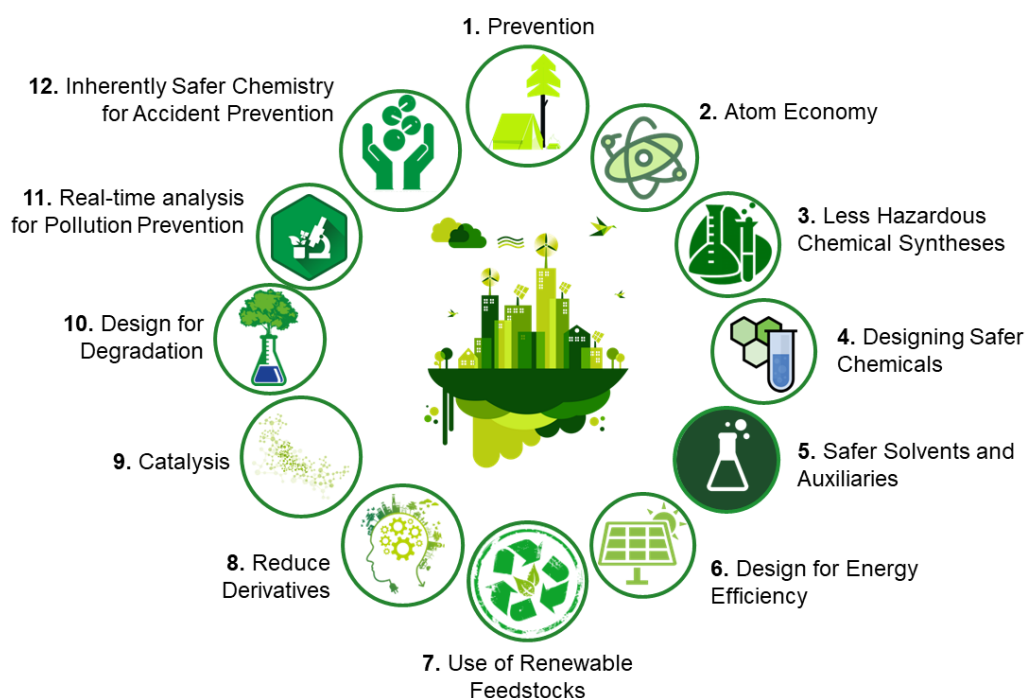 1. Prevention
2. Atom Economy
3. Less Hazardous
Chemical Syntheses
4. Designing Safer
Chemicals
5. Safer Solvents and
Auxiliaries
6. Design for Energy
Efficiency
7. Use of Renewable
Feedstocks
8. Reduce
Derivatives
9. Catalysis
10. Design for
Degradation
11. Real-time analysis
for Pollution Prevention
12. Inherently Safer Chemistry
for Accident Prevention